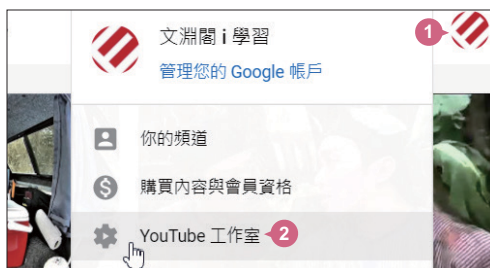 文淵閣 i 學習
1
管理您的 Google 帳戶
你的頻道
購買內容與會員資格
YouTube 工作室
2